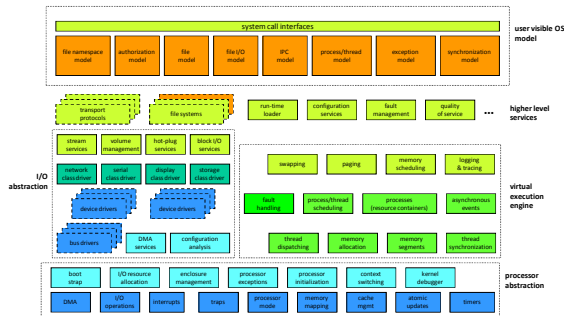 system call interfaces
user visible OS
model
file namespace
model
authorization
model
file
model
file I/O
model
IPC
model
process/thread
model
exception
model
synchronization
model
transport
protocols
file systems
run-time
loader
configuration
services
fault
management
quality
of service
...
higher level
services
stream
services
volume
management
hot-plug
services
block I/O
services
network
class driver
serial
class driver
display
class driver
storage
class driver
I/O
abstraction
device drivers
device drivers
bus drivers
DMA
services
configuration
analysis
swapping
paging
memory
scheduling
logging
& tracing
fault
handling
process/thread
scheduling
processes
(resource containers)
asynchronous
events
thread
dispatching
memory
allocation
memory
segments
thread
synchronization
virtual
execution
engine
boot
strap
I/O resource
allocation
enclosure
management
processor
exceptions
processor
initialization
context
switching
kernel
debugger
processor
abstraction
DMA
I/O
operations
interrupts
traps
processor
mode
memory
mapping
cache
mgmt
atomic
updates
timers